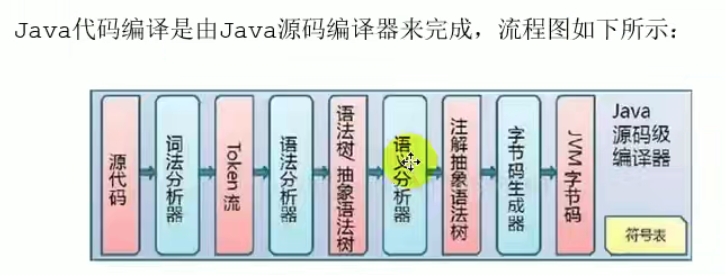 Java代码编译是由Java源码编译器来完成，流程图如下所示：
源代码
词法分析器
Token流
语法分析器
语法树/抽象语法树
语义分析器
注解抽象语法树
字节码生成器
JVM字节码
Java
源码级
编译器
符号表